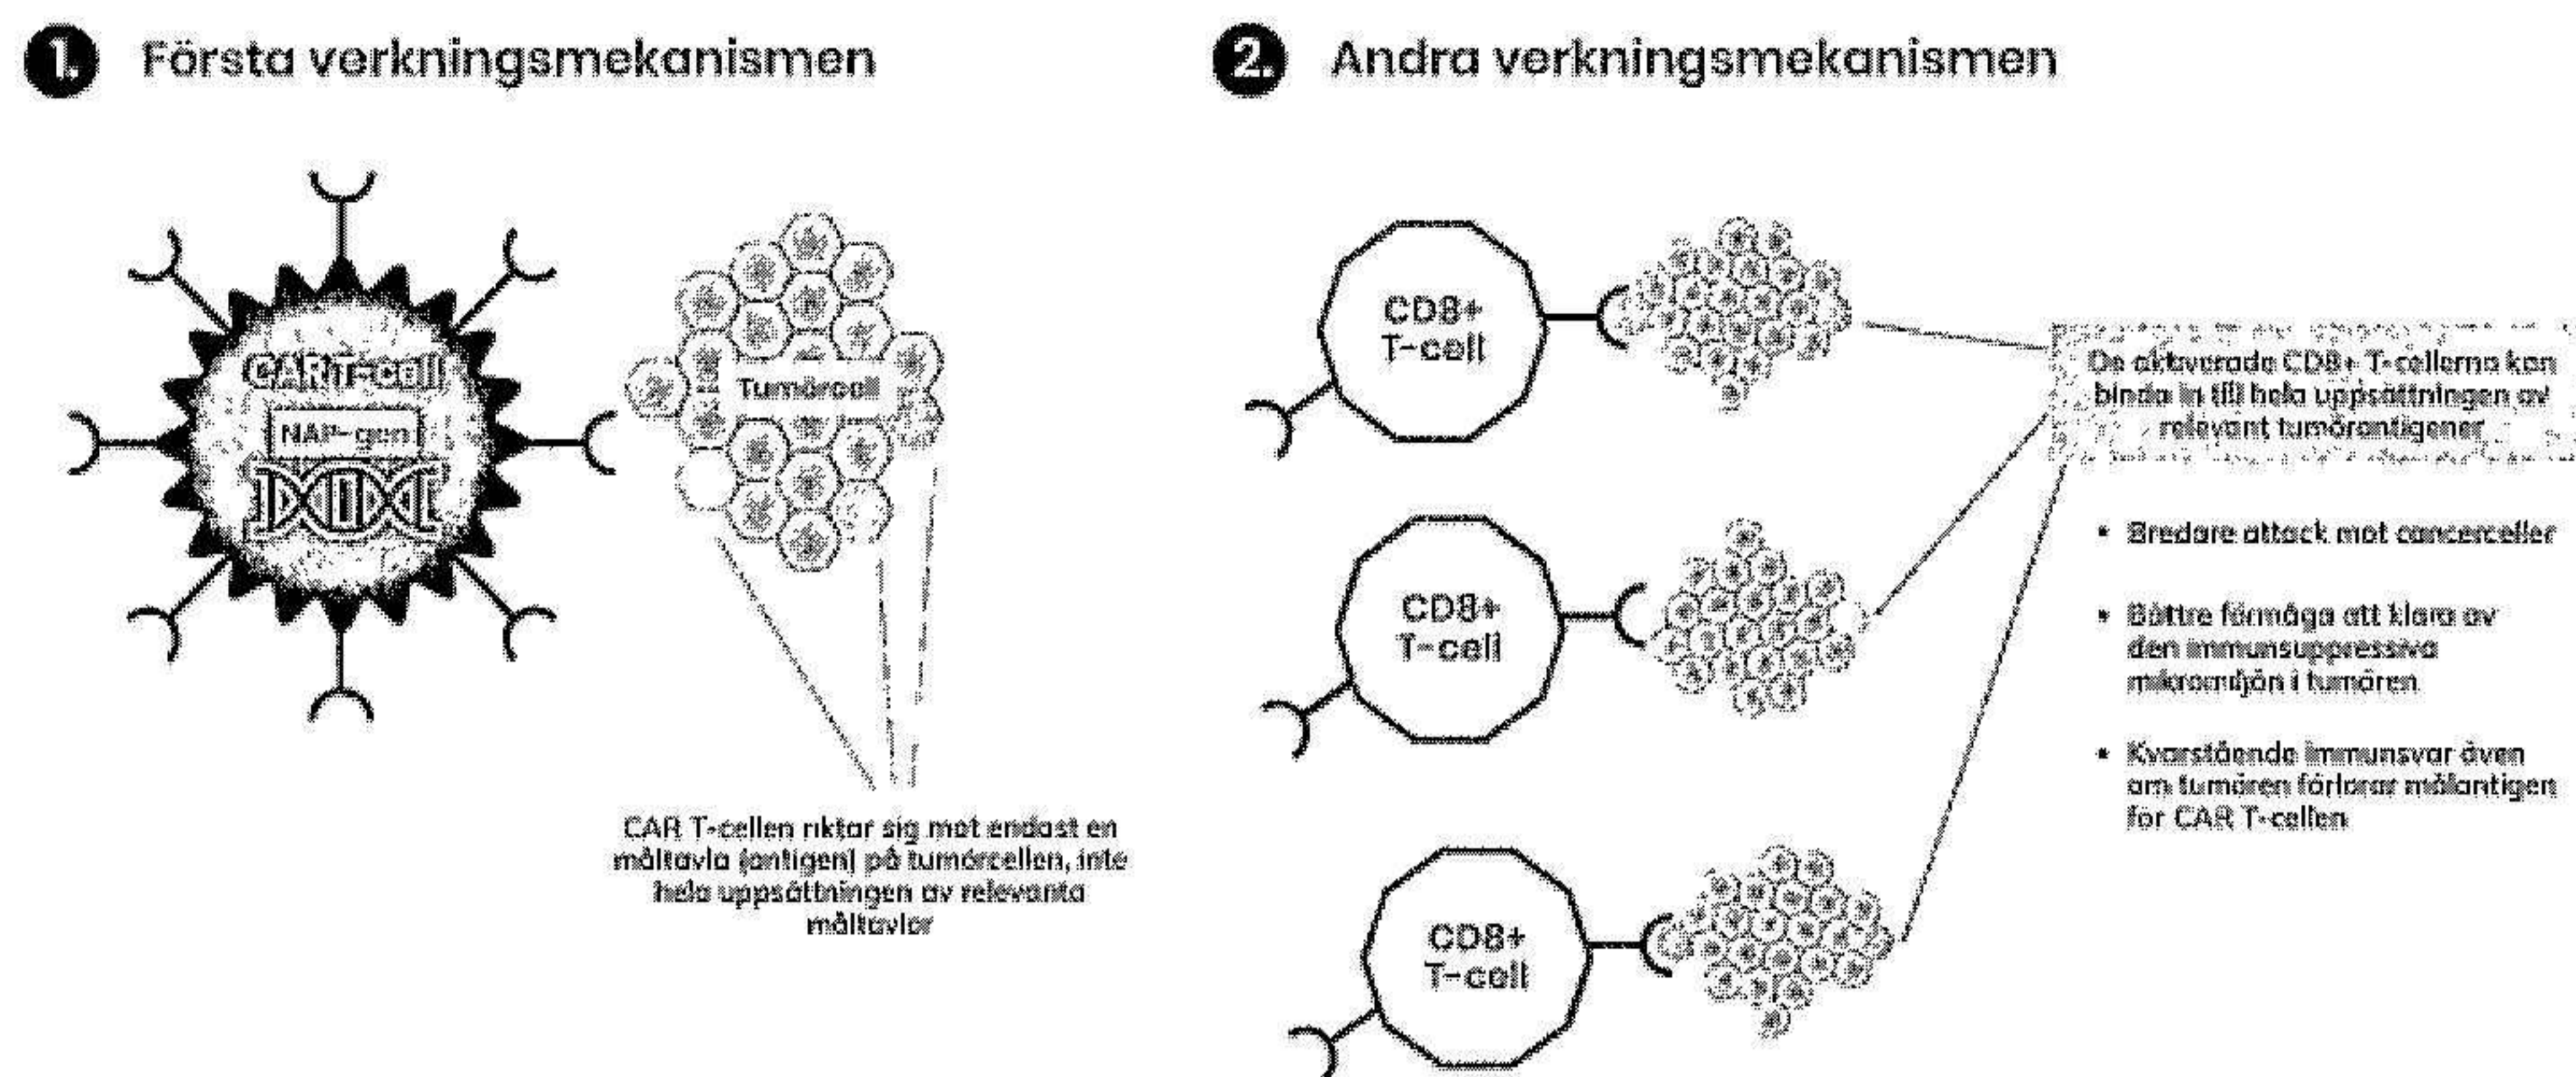 1. Första verkningsmekanismen
CAR T-cell
NAP-gen
Tumörcell
CAR T-cellen riktar sig mot endast en
måltavla (antigen) på tumörcellen, inte
hela uppsättningen av relevanta
måltavlor
2. Andra verkningsmekanismen
CD8+
T-cell
CD8+
T-cell
CD8+
T-cell
De aktiverade CD8+ T-cellerna kan
binda in till hela uppsättningen av
relevant tumörantigener
• Bredare attack mot cancerceller
• Bättre förmåga att klara av
den immunsuppressiva
mikromiljön i tumören
• Kvarstående immunsvar även
om tumören förlorar målantigen
för CAR T-cellen